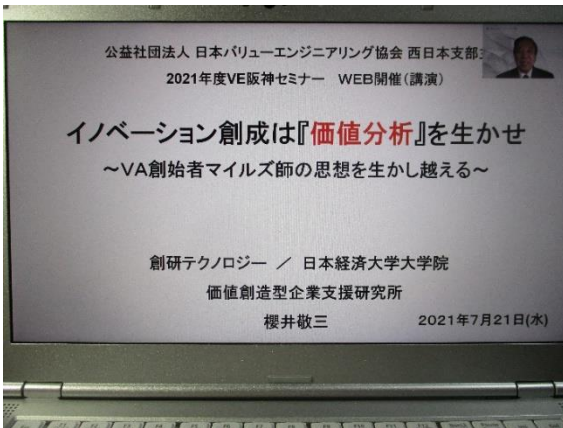 公益社団法人 日本バリューエンジニアリング協会 西日本支部主
2021年度VE阪神セミナー　WEB開催(講演)
イノベーション創成は『価値分析』を生かせ
～VA創始者マイルズ師の思想を生かし越える～
創研テクノロジー ／ 日本経済大学大学院
価値創造型企業支援研究所
櫻井敬三
2021年7月21日(水)